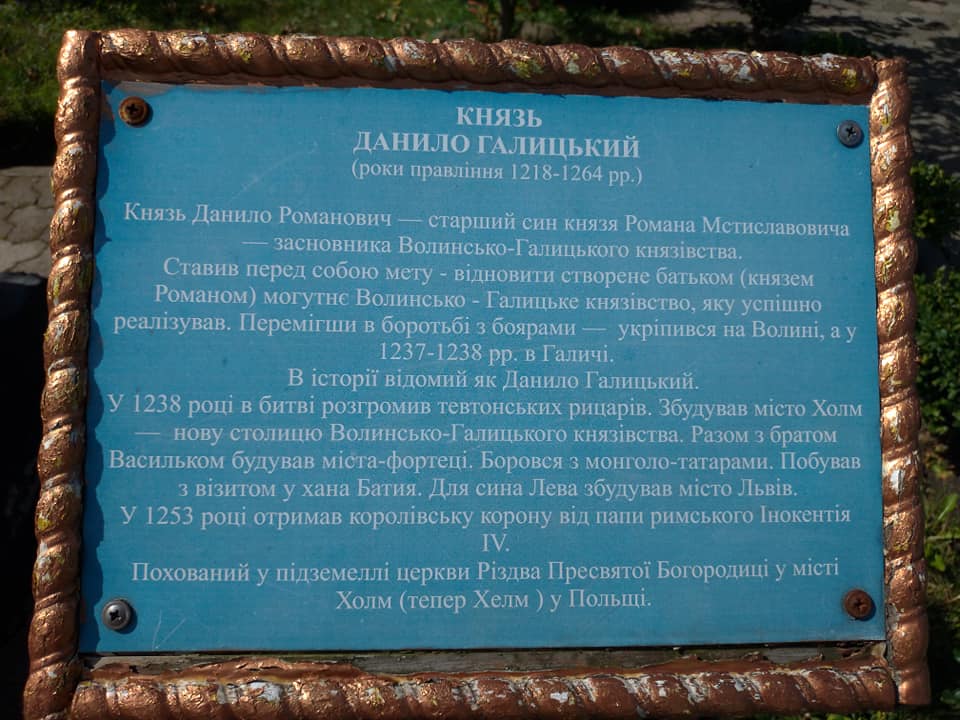 КНЯЗЬ
ДАНИЛО ГАЛИЦЬКИЙ
(роки правління 1218-1264 рр.)
Князь Данило Романович — старший син князя Романа Мстиславовича
— засновника Волинсько-Галицького князівства.
Ставив перед собою мету - відновити створене батьком (князем
Романом) могутнє Волинсько - Галицьке князівство, яку успішно
реалізував. Перемігши в боротьбі з боярами — укріпився на Волині, а у
1237-1238 рр. в Галичі.
В історії відомий як Данило Галицький.
У 1238 році в битві розгромив тевтонських рицарів. Збудував місто Холм
— нову столицю Волинсько-Галицького князівства. Разом з братом
Васильком будував міста-фортеці. Боровся з монголо-татарами. Побував
з візитом у хана Батия. Для сина Лева збудував місто Львів.
У 1253 році отримав королівську корону від папи римського Інокентія
IV.
Похований у підземеллі церкви Різдва Пресвятої Богородиці у місті
Холм (тепер Хелм ) у Польщі.